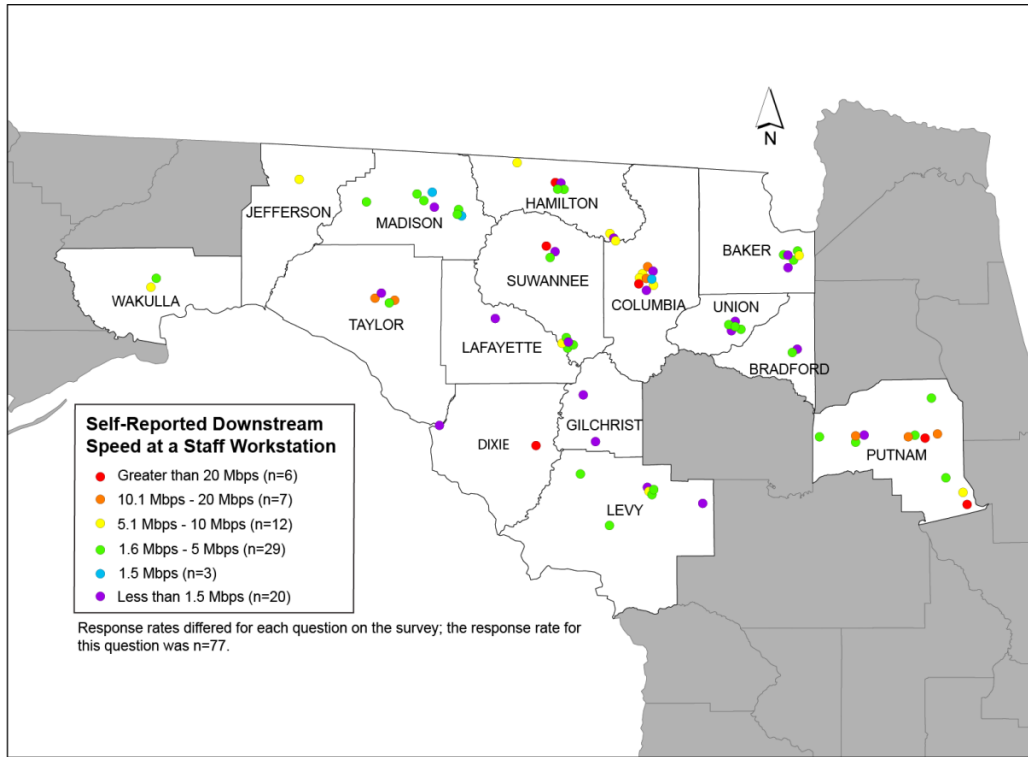 N
JEFFERSON
MADISON
HAMILTON
BAKER
SUWANNEE
WAKULLA
COLUMBIA
UNION
TAYLOR
LAFAYETTE
BRADFORD
GILCHRIST
DIXIE
PUTNAM
LEVY
Self-Reported Downstream
Speed at a Staff Workstation
Greater than 20 Mbps (n=6)
10.1 Mbps - 20 Mbps (n=7)
5.1 Mbps - 10 Mbps (n=12)
1.6 Mbps - 5 Mbps (n=29)
1.5 Mbps (n=3)
Less than 1.5 Mbps (n=20)
Response rates differed for each question on the survey; the response rate for
this question was n=77.